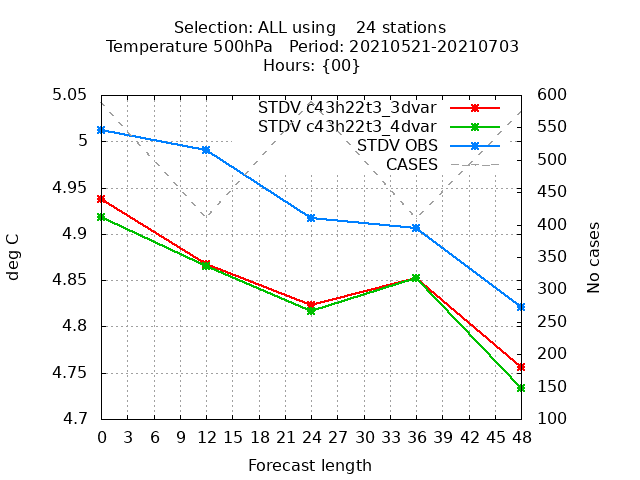 Selection: ALL using    24 stations
Temperature 500hPa   Period: 20210521-20210703
Hours: {00}
STDV c43h22t3_3dvar
STDV c43h22t3_4dvar
STDV OBS
CASES
5.05
5
4.95
4.9
4.85
4.8
4.75
4.7
deg C
600
550
500
450
400
350
300
250
200
150
100
No cases
0 3 6 9 12 15 18 21 24 27 30 33 36 39 42 45 48
Forecast length